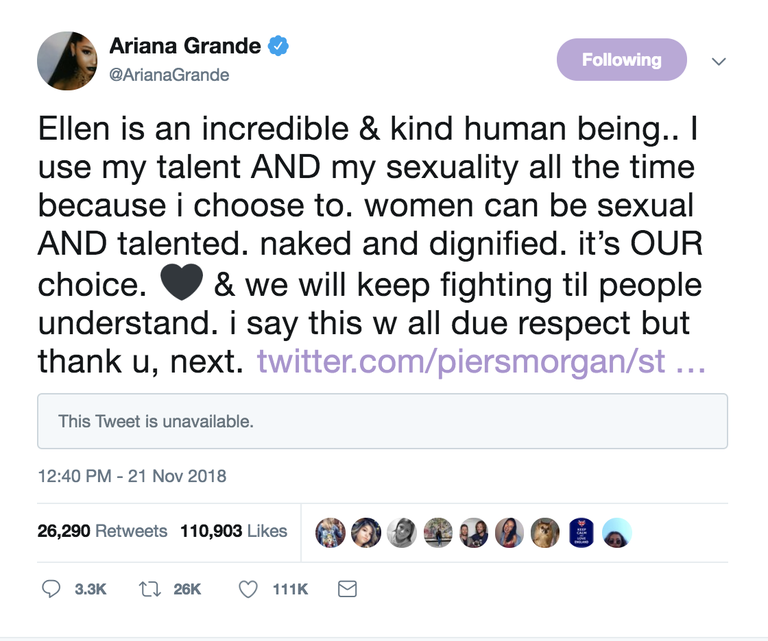 Ariana Grande
@ArianaGrande
Following
Ellen is an incredible & kind human being.. I
use my talent AND my sexuality all the time
because i choose to. women can be sexual
AND talented. naked and dignified. it’s OUR
choice. 🖤 & we will keep fighting til people
understand. i say this w all due respect but
thank u, next. twitter.com/piersmorgan/st …
This Tweet is unavailable.
12:40 PM - 21 Nov 2018
26,290 Retweets 110,903 Likes
3.3K 26K 111K